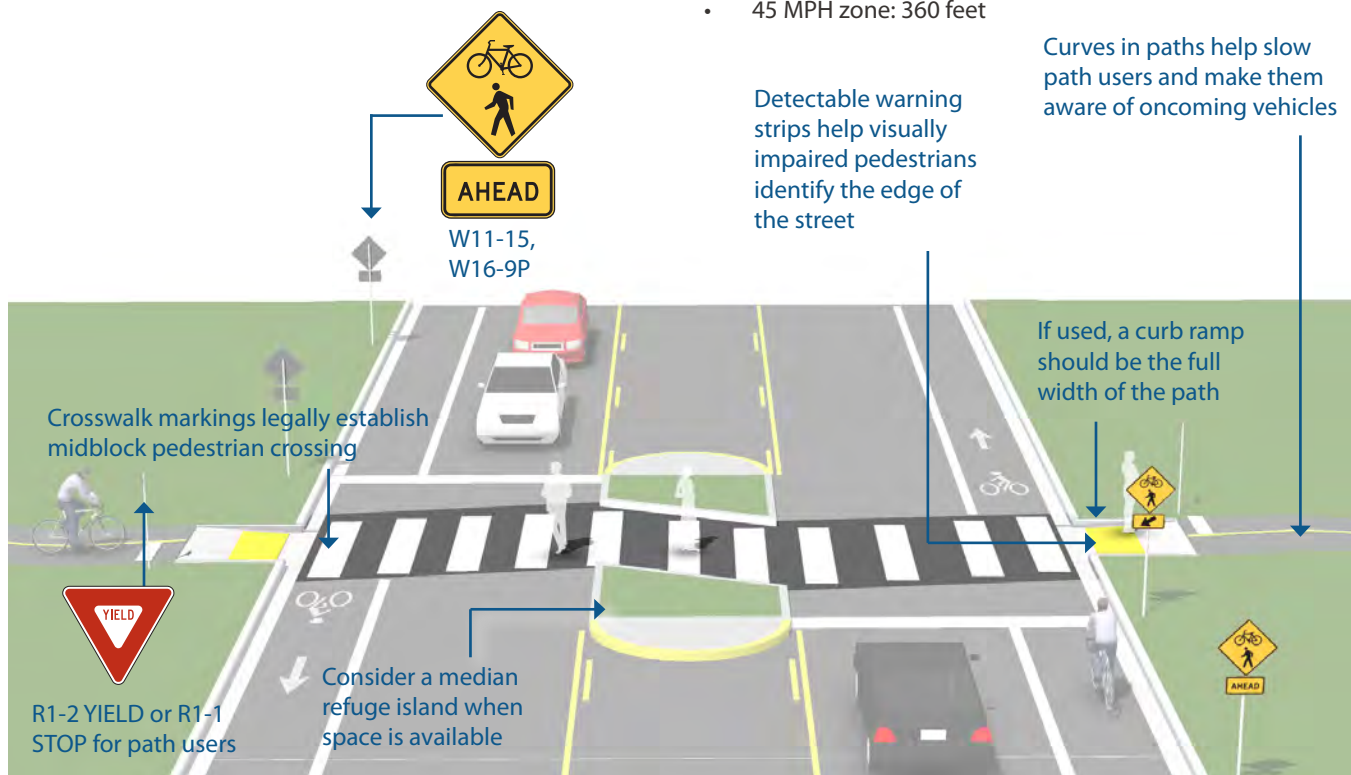 • 45 MPH zone: 360 feet
Curves in paths help slow
path users and make them
aware of oncoming vehicles
Detectable warning
strips help visually
impaired pedestrians
identify the edge of
the street
AHEAD
W11-15,
W16-9P
If used, a curb ramp
should be the full
width of the path
Crosswalk markings legally establish
midblock pedestrian crossing
YIELD
R1-2 YIELD or R1-1
STOP for path users
Consider a median
refuge island when
space is available
AHEAD